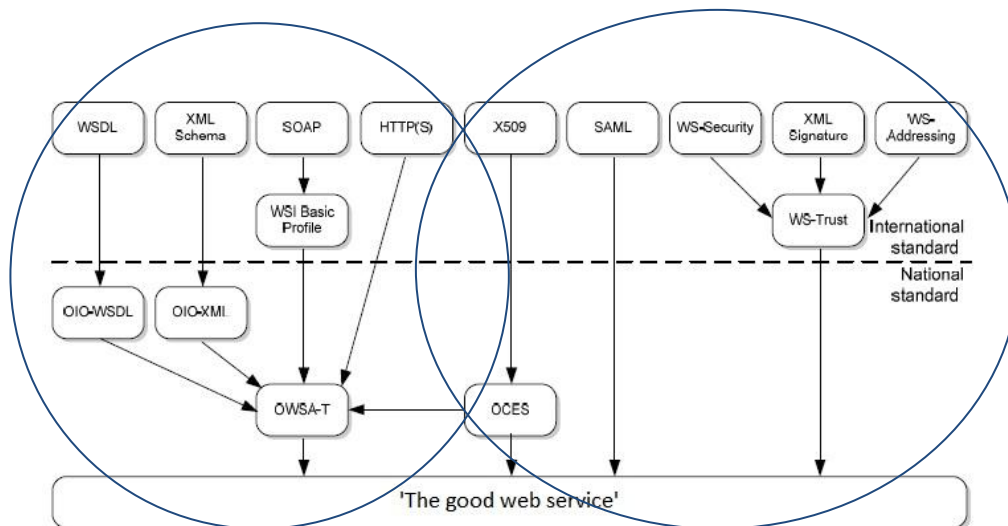 WSDL
XML
Schema
SOAP
HTTP(S)
X509
SAML
WS-Security
XML
Signature
WS-
Addressing
WSI Basic
Profile
WS-Trust
International
standard
National
standard
OIO-WSDL
OIO-XML
OWSA-T
OCES
'The good web service'